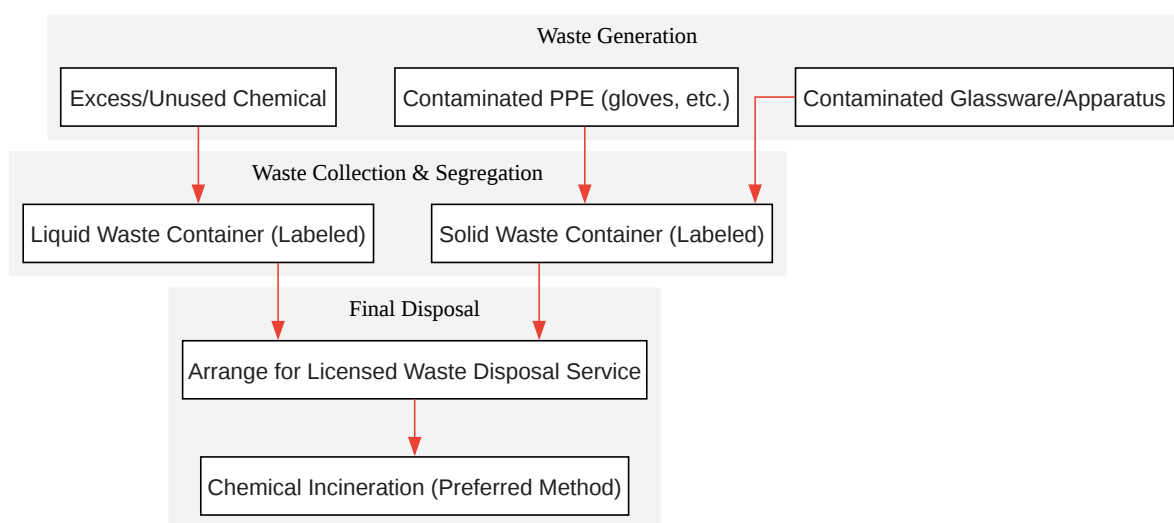 Waste Generation
Excess/Unused Chemical
Contaminated PPE (gloves, etc.)
Contaminated Glassware/Apparatus
Waste Collection & Segregation
Liquid Waste Container (Labeled)
Solid Waste Container (Labeled)
Final Disposal
Arrange for Licensed Waste Disposal Service
Chemical Incineration (Preferred Method)